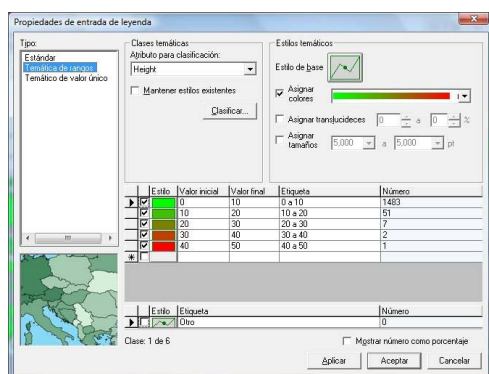 Propiedades de entrada de leyenda
Tipo:
Estándar
Temática de rangos
Temático de valor único
Clases temáticas
Atributo para clasificación:
Height
Mantener estilos existentes
Clasificar...
Estilos temáticos
Estilo de base
Asignar colores
Asignar translucideces 0 a 0 %
Asignar tamaños 5,000 a 5,000 pt
Estilo Valor inicial Valor final Etiqueta Número
0 10 0 a 10 1483
10 20 10 a 20 51
20 30 20 a 30 7
30 40 30 a 40 2
40 50 40 a 50 1
Estilo Etiqueta Número
Otro 0
Clase: 1 de 6
Mostrar número como porcentaje
Aplicar Aceptar Cancelar